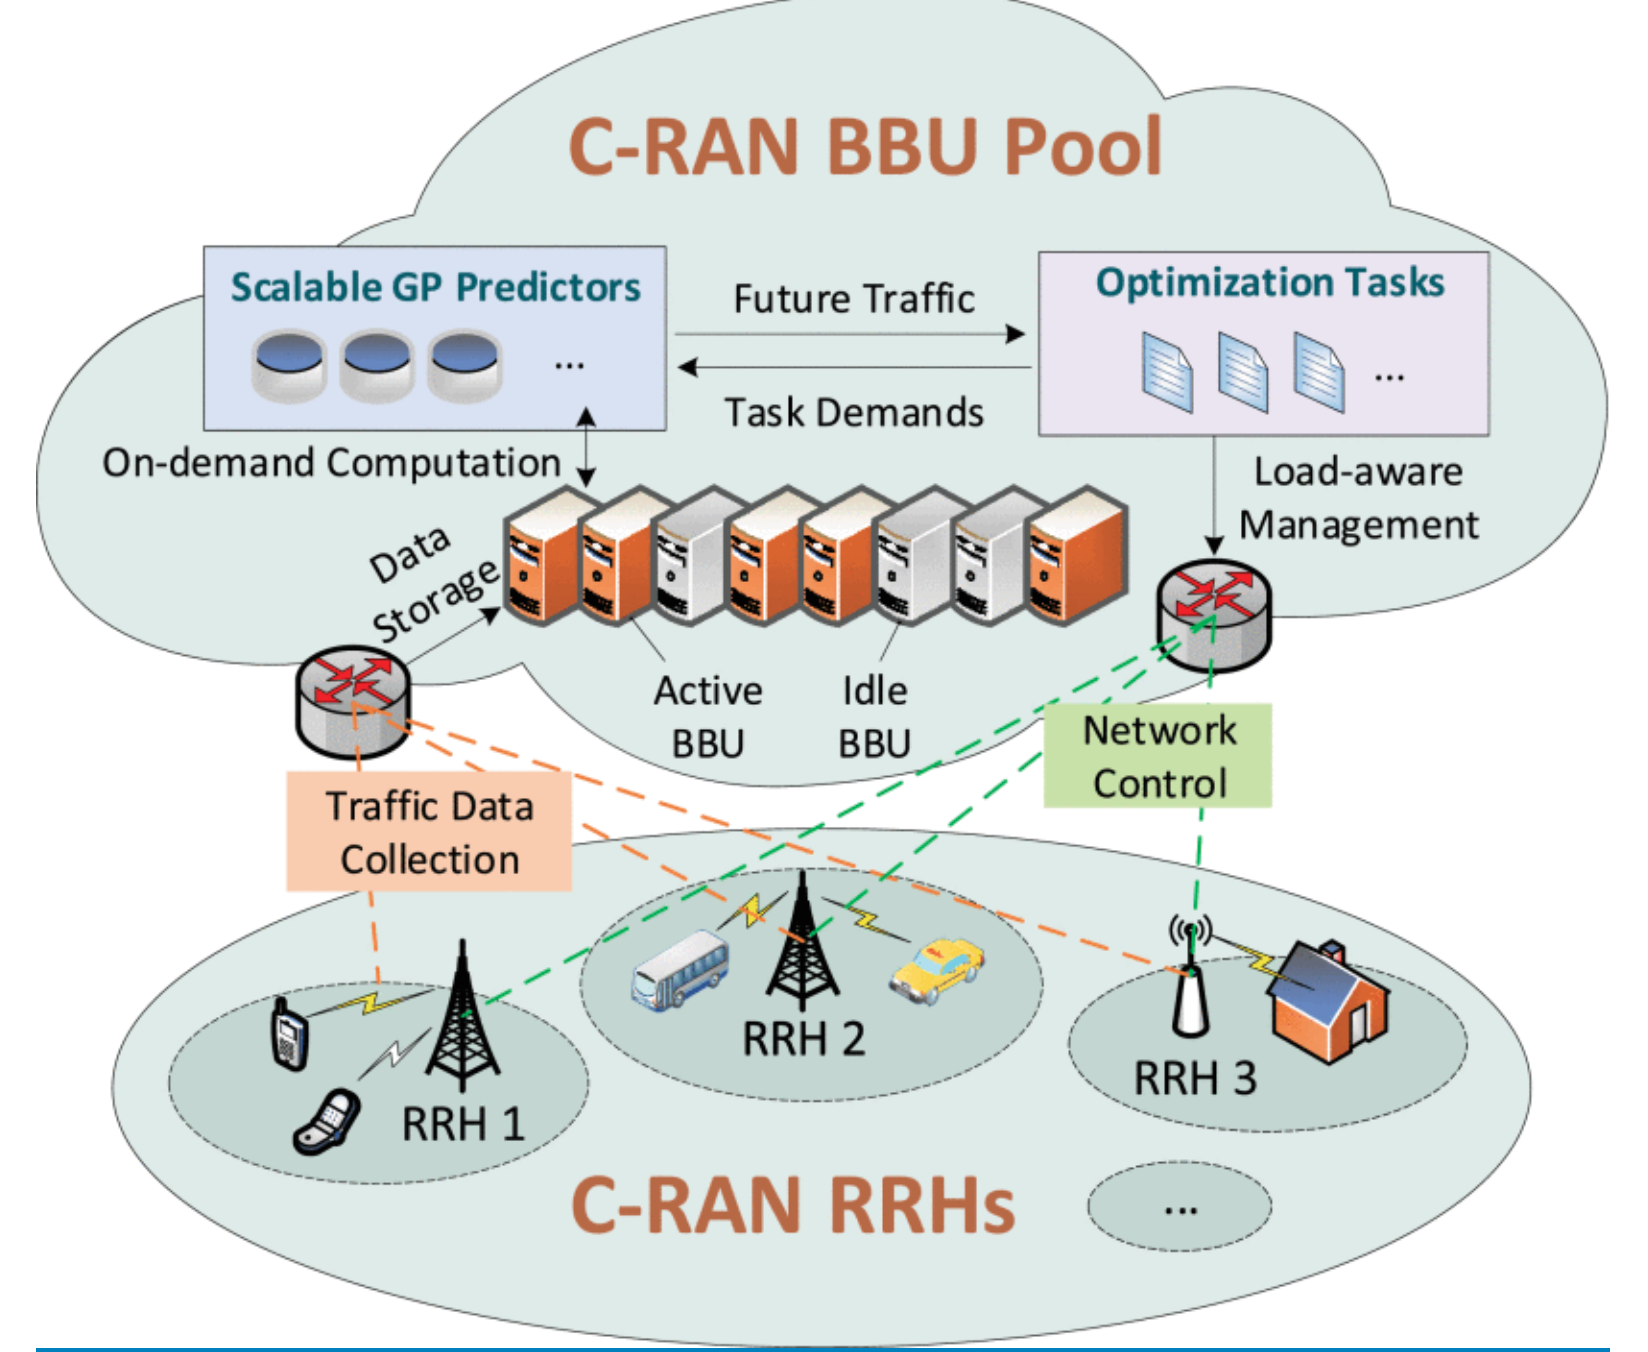 C-RAN BBU Pool
Scalable GP Predictors
...
Future Traffic
Task Demands
Optimization Tasks
...
On-demand Computation
Load-aware
Management
Data
Storage
Active
BBU
Idle
BBU
Network
Control
Traffic Data
Collection
RRH 1
RRH 2
RRH 3
C-RAN RRHs
...